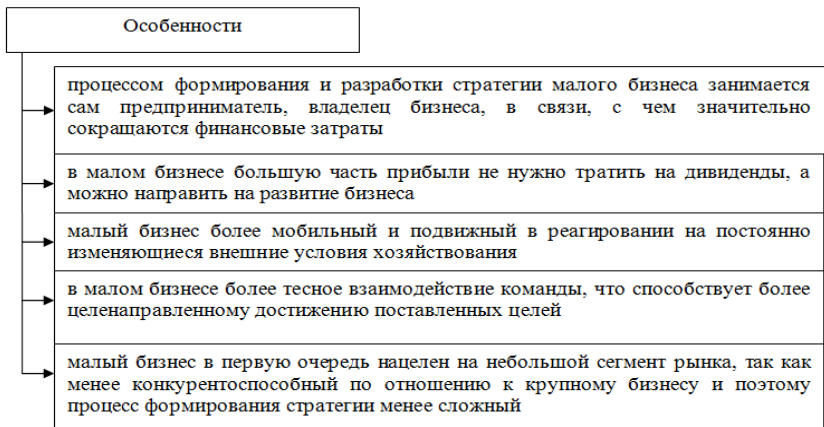 Особенности
процессом формирования и разработки стратегии малого бизнеса занимается
сам предприниматель, владелец бизнеса, в связи, с чем значительно
сокращаются финансовые затраты
в малом бизнесе большую часть прибыли не нужно тратить на дивиденды, а
можно направить на развитие бизнеса
малый бизнес более мобильный и подвижный в реагировании на постоянно
изменяющиеся внешние условия хозяйствования
в малом бизнесе более тесное взаимодействие команды, что способствует более
целенаправленному достижению поставленных целей
малый бизнес в первую очередь нацелен на небольшой сегмент рынка, так как
менее конкурентоспособный по отношению к крупному бизнесу и поэтому
процесс формирования стратегии менее сложный